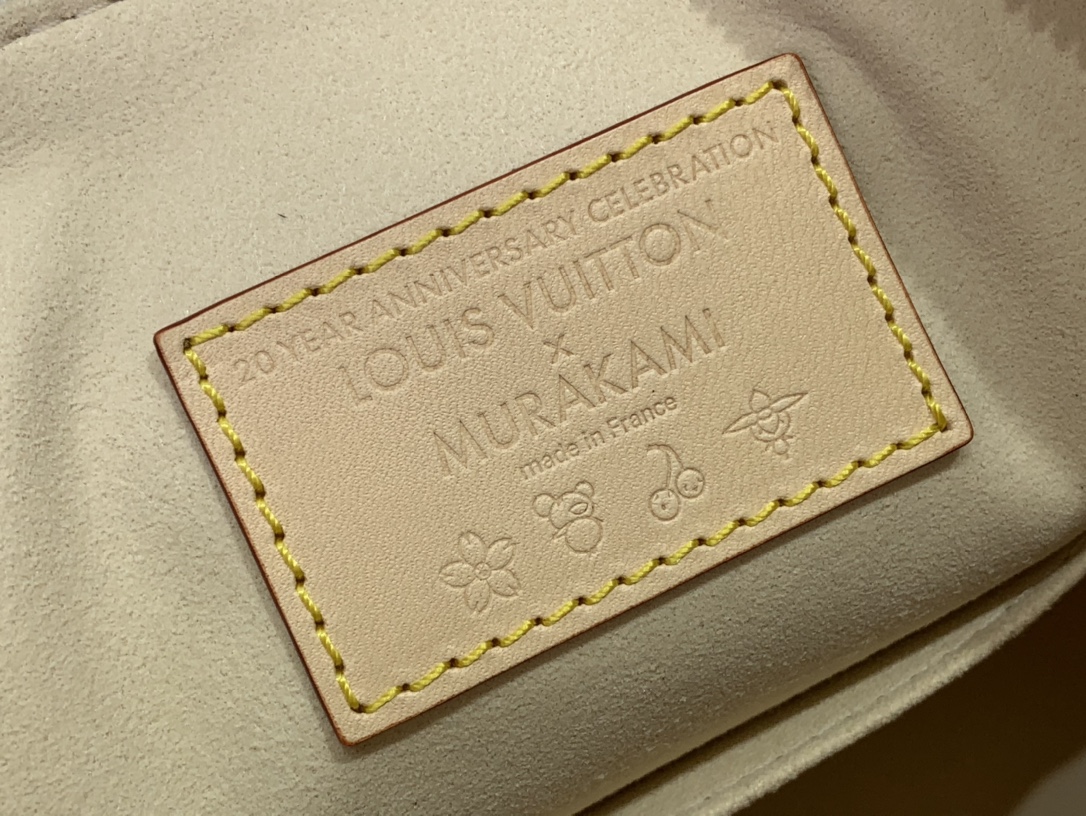 20 YEAR ANNIVERSARY CELEBRATION
LOUIS VUITTON
x
MURAKAMI
made in France